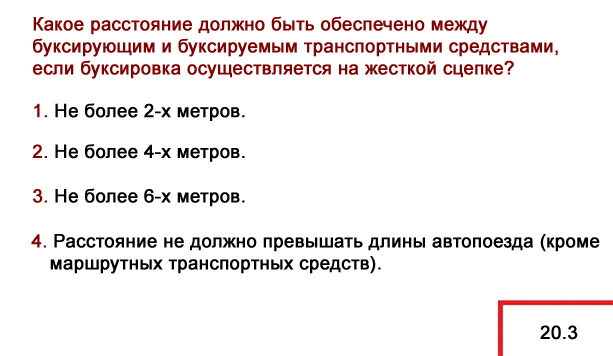 Какое расстояние должно быть обеспечено между
буксирующим и буксируемым транспортными средствами,
если буксировка осуществляется на жесткой сцепке?
1. Не более 2-х метров.
2. Не более 4-х метров.
3. Не более 6-х метров.
4. Расстояние не должно превышать длины автопоезда (кроме
маршрутных транспортных средств).
20.3